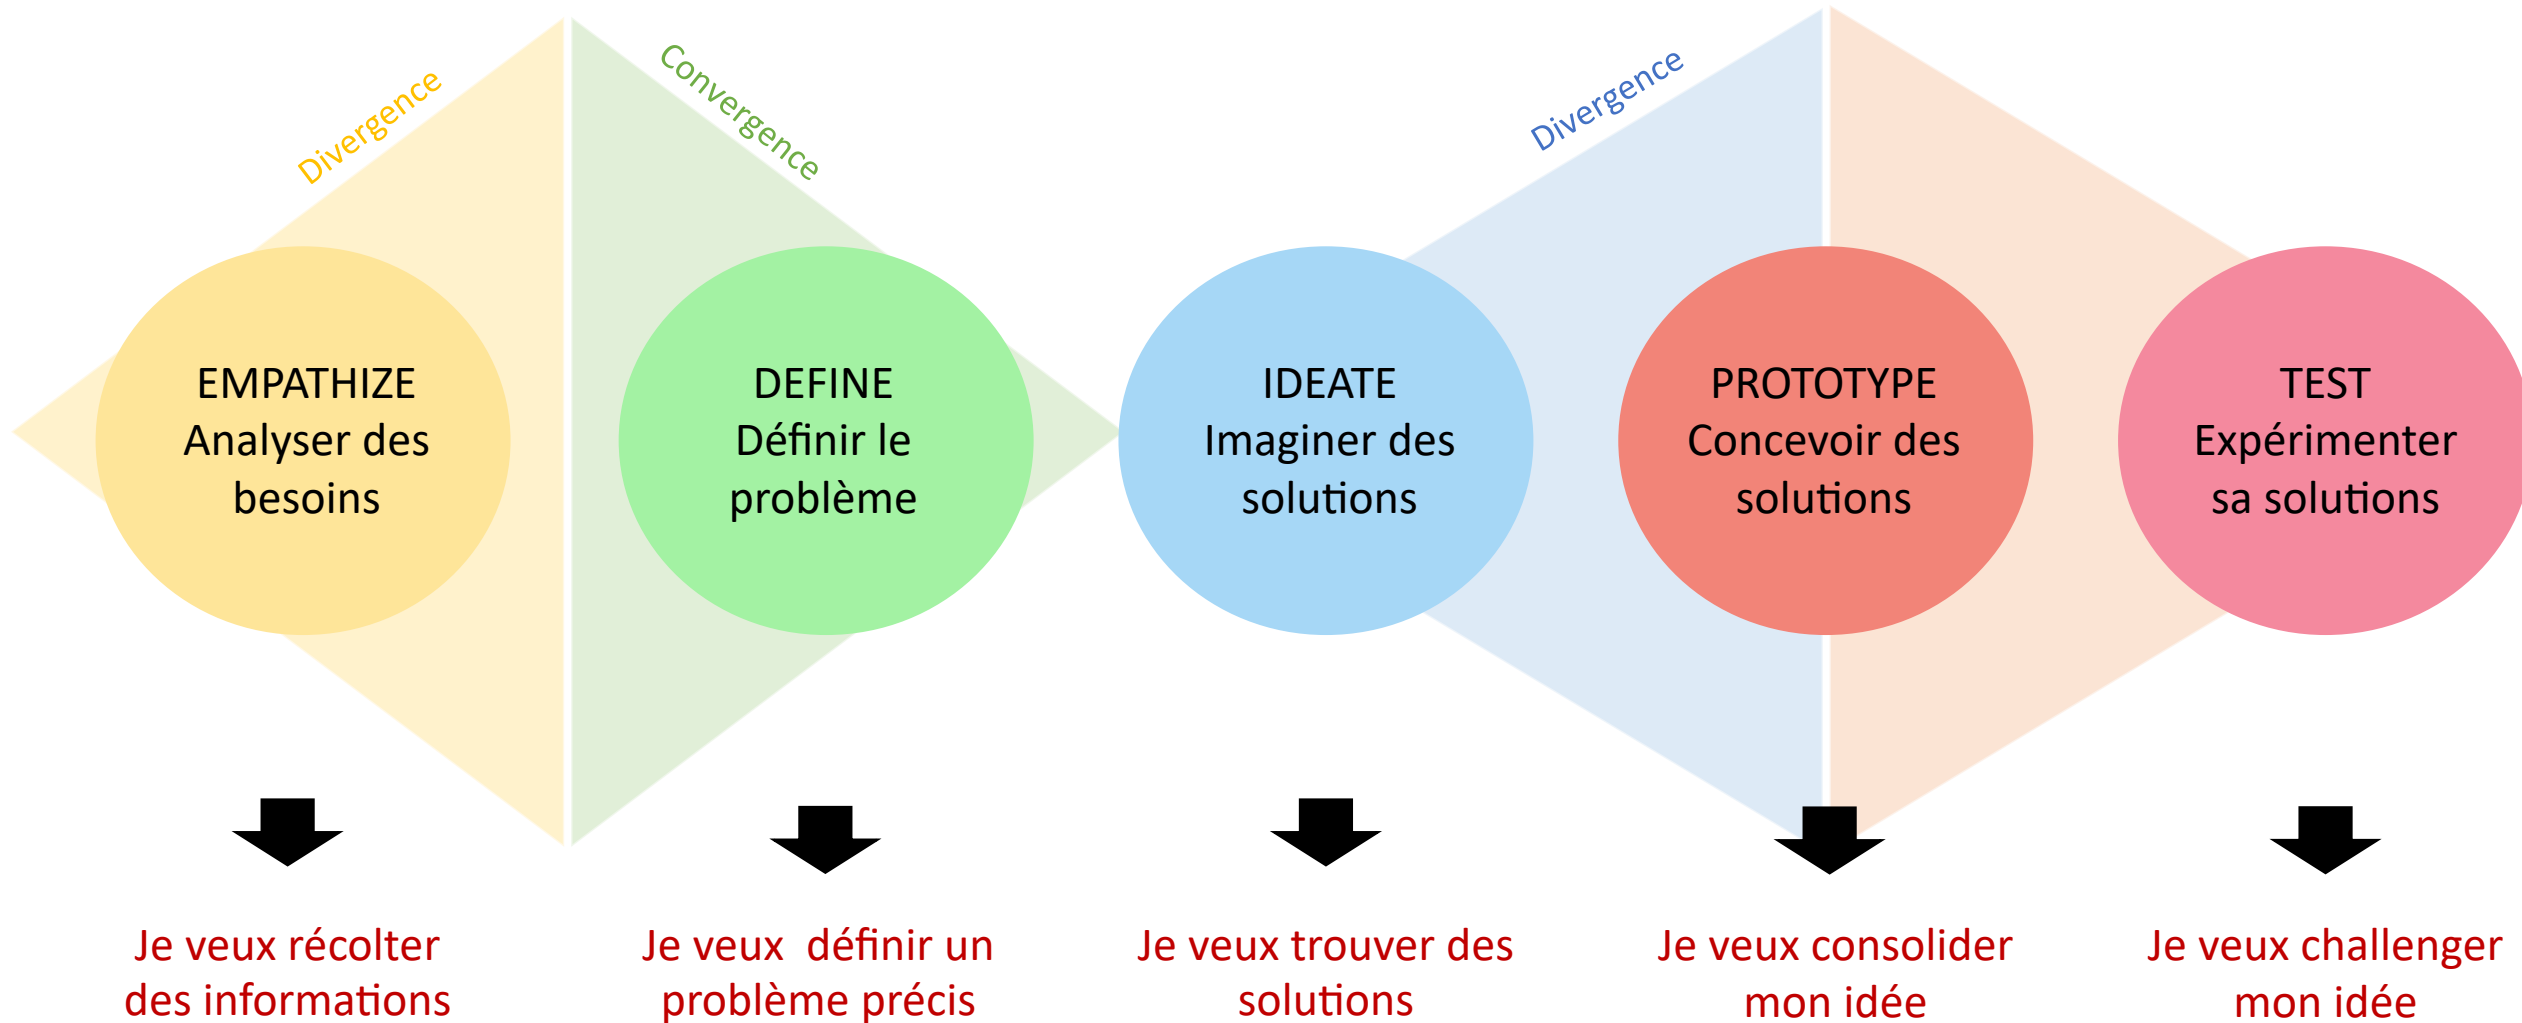 Divergence
Convergence
Divergence
EMPATHIZE
Analyser des
besoins
DEFINE
Définir le
problème
IDEATE
Imaginer des
solutions
PROTOTYPE
Concevoir des
solutions
TEST
Expérimenter
sa solutions
Je veux récolter
des informations
Je veux  définir un
problème précis
Je veux trouver des
solutions
Je veux consolider
mon idée
Je veux challenger
mon idée